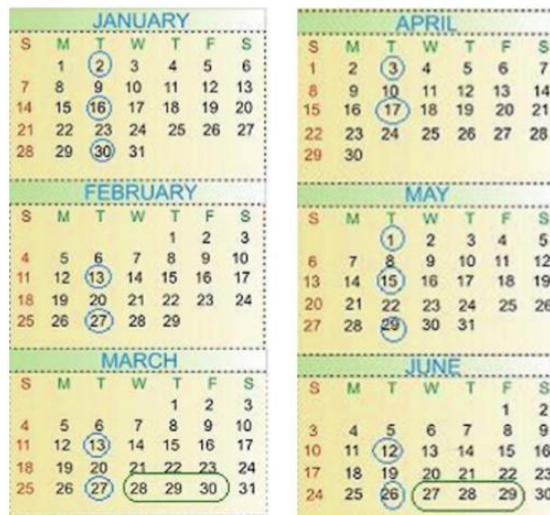 JANUARY
S M T W T F S
1 2 3 4 5 6
7 8 9 10 11 12 13
14 15 16 17 18 19 20
21 22 23 24 25 26 27
28 29 30 31
FEBRUARY
S M T W T F S
1 2 3
4 5 6 7 8 9 10
11 12 13 14 15 16 17
18 19 20 21 22 23 24
25 26 27 28 29
MARCH
S M T W T F S
1 2 3
4 5 6 7 8 9 10
11 12 13 14 15 16 17
18 19 20 21 22 23 24
25 26 27 28 29 30 31
APRIL
S M T W T F S
1 2 3 4 5 6 7
8 9 10 11 12 13 14
15 16 17 18 19 20 21
22 23 24 25 26 27 28
29 30
MAY
S M T W T F S
1 2 3 4 5
6 7 8 9 10 11 12
13 14 15 16 17 18 19
20 21 22 23 24 25 26
27 28 29 30 31
JUNE
S M T W T F S
1 2
3 4 5 6 7 8 9
10 11 12 13 14 15 16
17 18 19 20 21 22 23
24 25 26 27 28 29 30